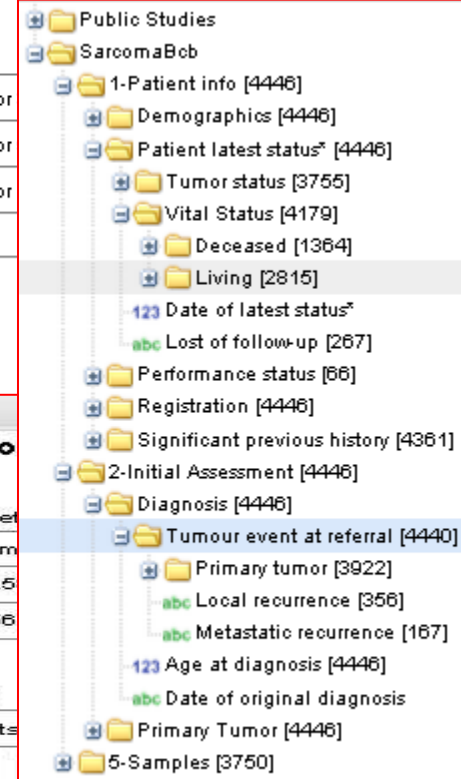 Public Studies
SarcomaBcb
1-Patient info [4446]
Demographics [4446]
Patient latest status* [4446]
Tumor status [3755]
Vital Status [4179]
Deceased [1364]
Living [2815]
123 Date of latest status*
abc Lost of follow-up [267]
Performance status [66]
Registration [4446]
Significant previous history [4361]
2-Initial Assessment [4446]
Diagnosis [4446]
Tumour event at referral [4440]
Primary tumor [3922]
abc Local recurrence [356]
abc Metastatic recurrence [167]
123 Age at diagnosis [4446]
abc Date of original diagnosis
Primary Tumor [4446]
5-Samples [3750]